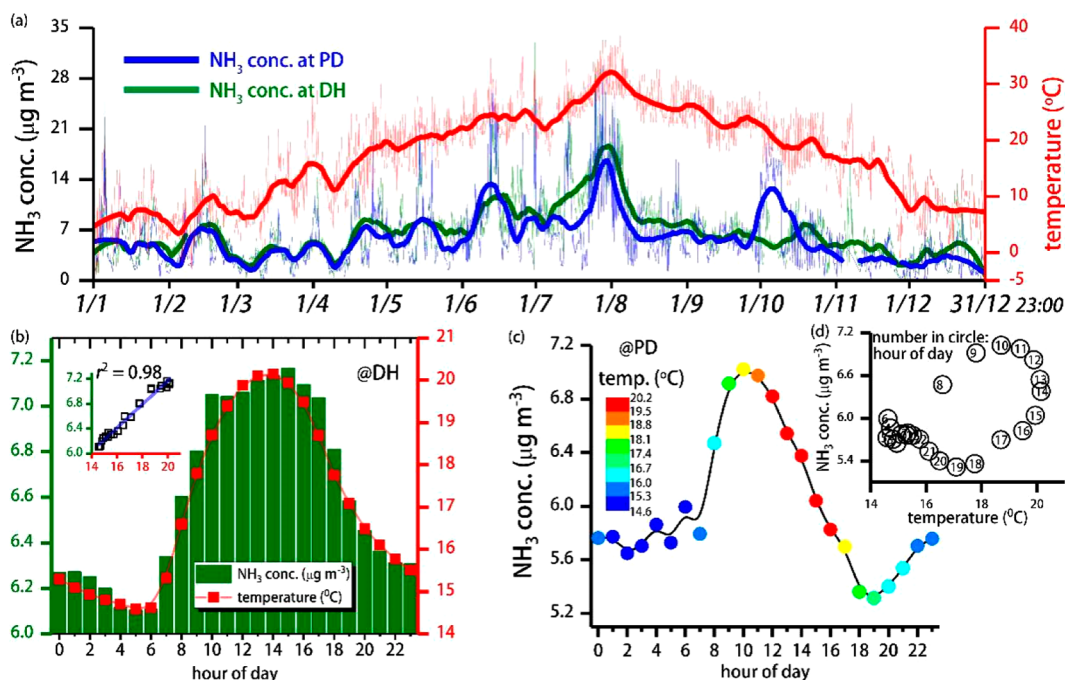 (a)
35
28
21
14
7
0
NH3 conc. (μg m-3)
NH3 conc. at PD
NH3 conc. at DH
40
30
20
10
0
-5
temperature (oC)
1/1 1/2 1/3 1/4 1/5 1/6 1/7 1/8 1/9 1/10 1/11 1/12 31/12 23:00
(b)
@DH
7.2
7.0
6.8
6.6
6.4
6.2
6.0
NH3 conc. (μg m-3)
r2 = 0.98
7.2
6.8
6.4
6.0
14 16 18 20
NH3 conc. (μg m-3)
temperature (0C)
21
20
19
18
17
16
15
14
0 2 4 6 8 10 12 14 16 18 20 22
hour of day
(c)
@PD
temp. (oC)
20.2
19.5
18.8
18.1
17.4
16.7
16.0
15.3
14.6
7.2
6.8
6.4
6.0
5.6
5.2
NH3 conc. (μg m-3)
0 2 4 6 8 10 12 14 16 18 20 22
hour of day
(d)
number in circle:
hour of day
7.2
6.6
6.0
5.4
NH3 conc. (μg m-3)
9 10 11
12
13
8 14
6 15
16
17
21
20 19 18
14 16 18 20
temperature (0C)